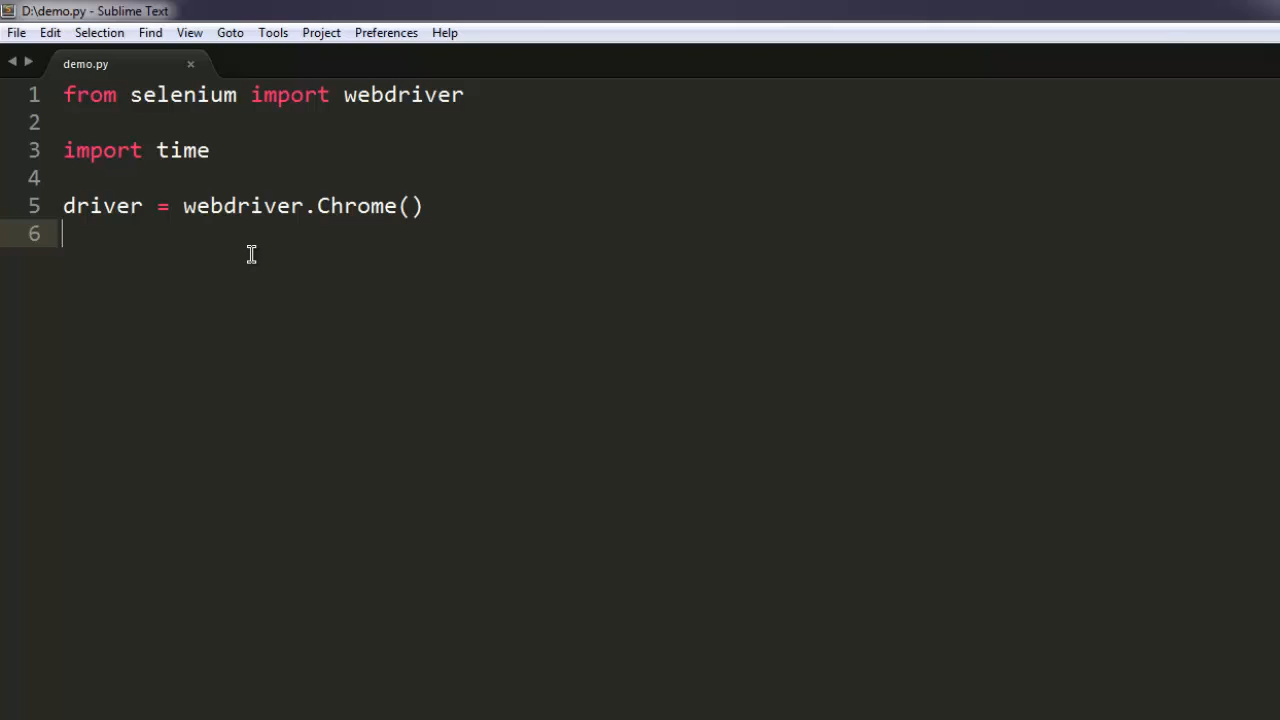 D:\demo.py - Sublime Text
File Edit Selection Find View Goto Tools Project Preferences Help
demo.py ×
1 from selenium import webdriver
2
3 import time
4
5 driver = webdriver.Chrome()
6